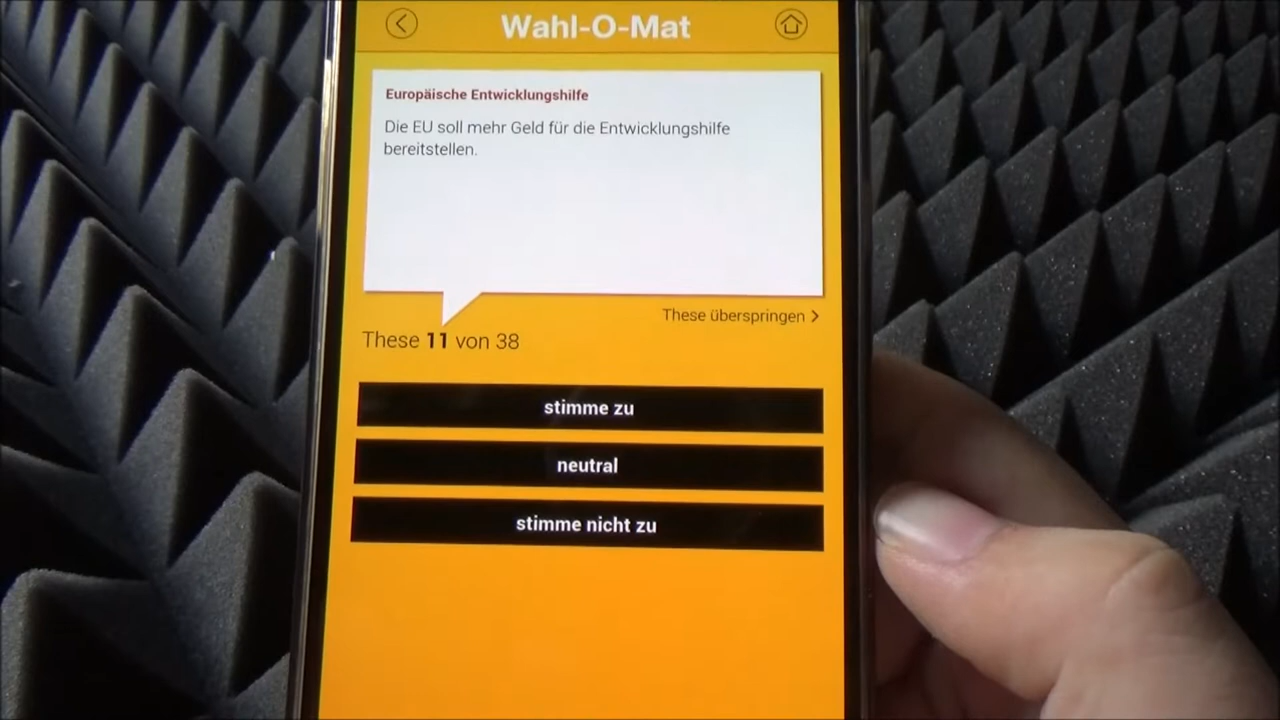 Wahl-O-Mat
Europäische Entwicklungshilfe
Die EU soll mehr Geld für die Entwicklungshilfe
bereitstellen.
These überspringen >
These 11 von 38
stimme zu
neutral
stimme nicht zu